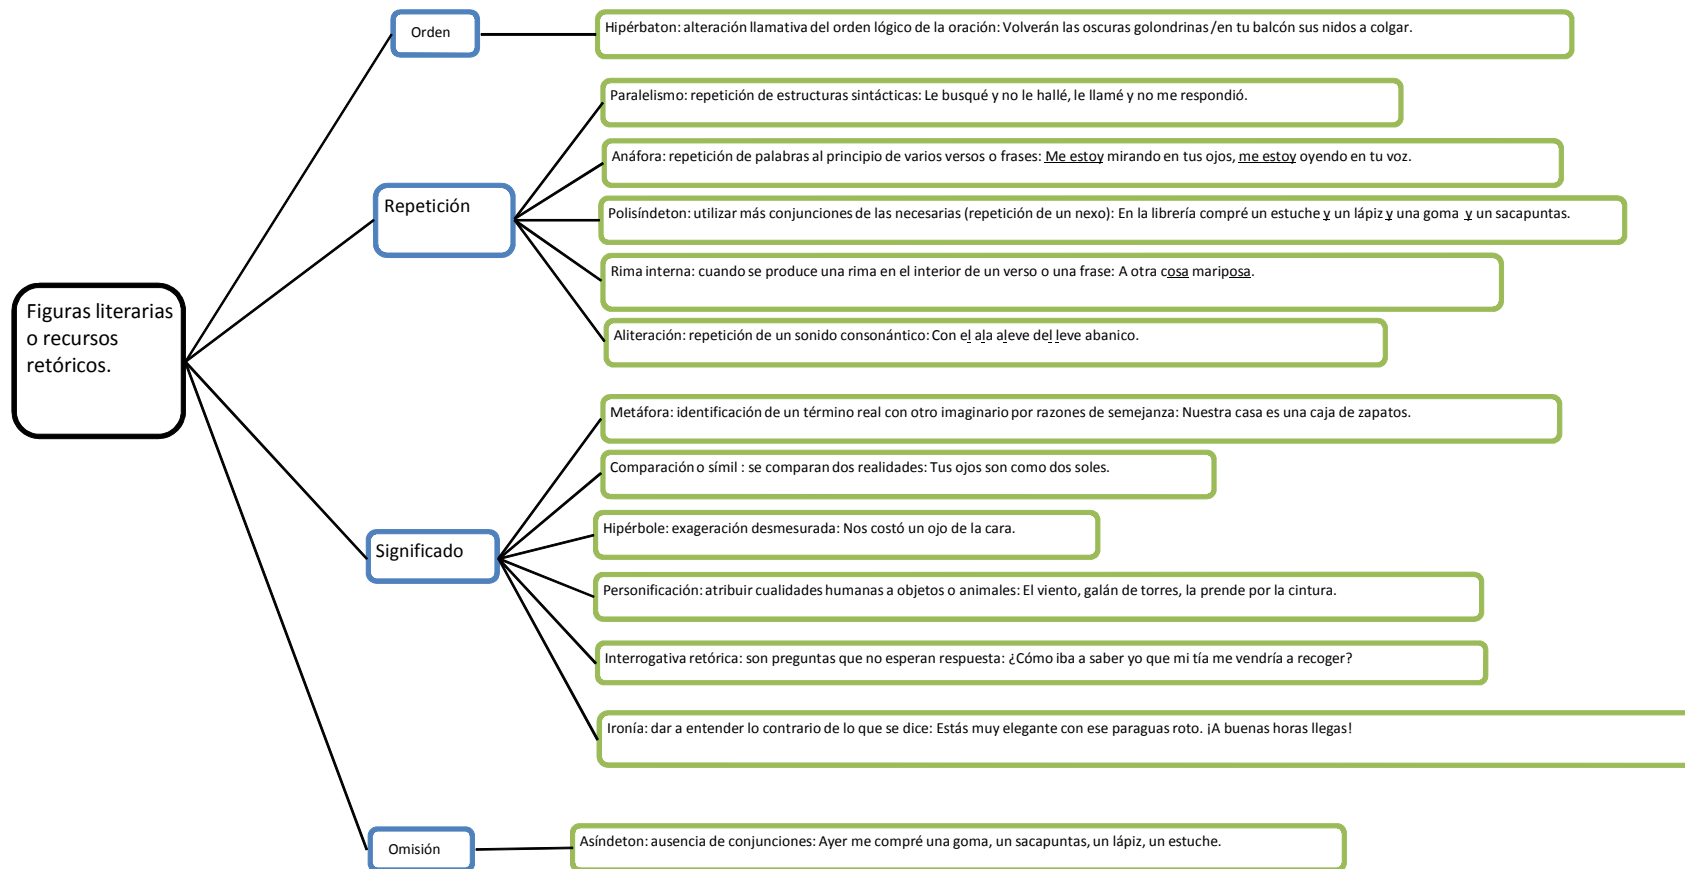 Figuras literarias
o recursos
retóricos.
Orden
Hipérbaton: alteración llamativa del orden lógico de la oración: Volverán las oscuras golondrinas /en tu balcón sus nidos a colgar.
Repetición
Paralelismo: repetición de estructuras sintácticas: Le busqué y no le hallé, le llamé y no me respondió.
Anáfora: repetición de palabras al principio de varios versos o frases: Me estoy mirando en tus ojos, me estoy oyendo en tu voz.
Polisíndeton: utilizar más conjunciones de las necesarias (repetición de un nexo): En la librería compré un estuche y un lápiz y una goma y un sacapuntas.
Rima interna: cuando se produce una rima en el interior de un verso o una frase: A otra cosa mariposa.
Aliteración: repetición de un sonido consonántico: Con el ala aleve del leve abanico.
Significado
Metáfora: identificación de un término real con otro imaginario por razones de semejanza: Nuestra casa es una caja de zapatos.
Comparación o símil : se comparan dos realidades: Tus ojos son como dos soles.
Hipérbole: exageración desmesurada: Nos costó un ojo de la cara.
Personificación: atribuir cualidades humanas a objetos o animales: El viento, galán de torres, la prende por la cintura.
Interrogativa retórica: son preguntas que no esperan respuesta: ¿Cómo iba a saber yo que mi tía me vendría a recoger?
Ironía: dar a entender lo contrario de lo que se dice: Estás muy elegante con ese paraguas roto. ¡A buenas horas llegas!
Omisión
Asíndeton: ausencia de conjunciones: Ayer me compré una goma, un sacapuntas, un lápiz, un estuche.